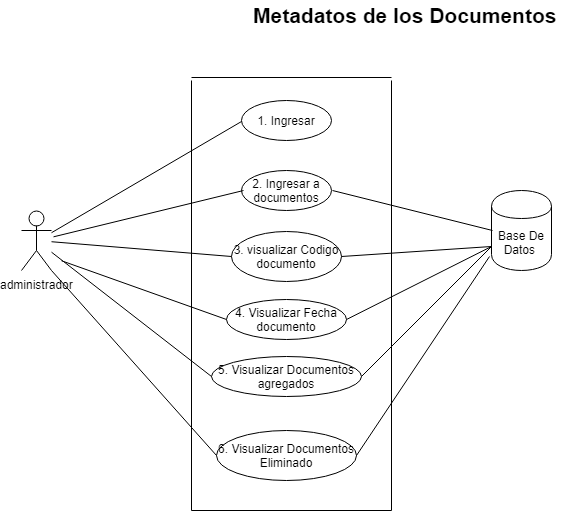 Metadatos de los Documentos
1. Ingresar
2. Ingresar a
documentos
3. visualizar Codigo
documento
4. Visualizar Fecha
documento
5. Visualizar Documentos
agregados
6. Visualizar Documentos
Eliminado
administrador
Base De
Datos